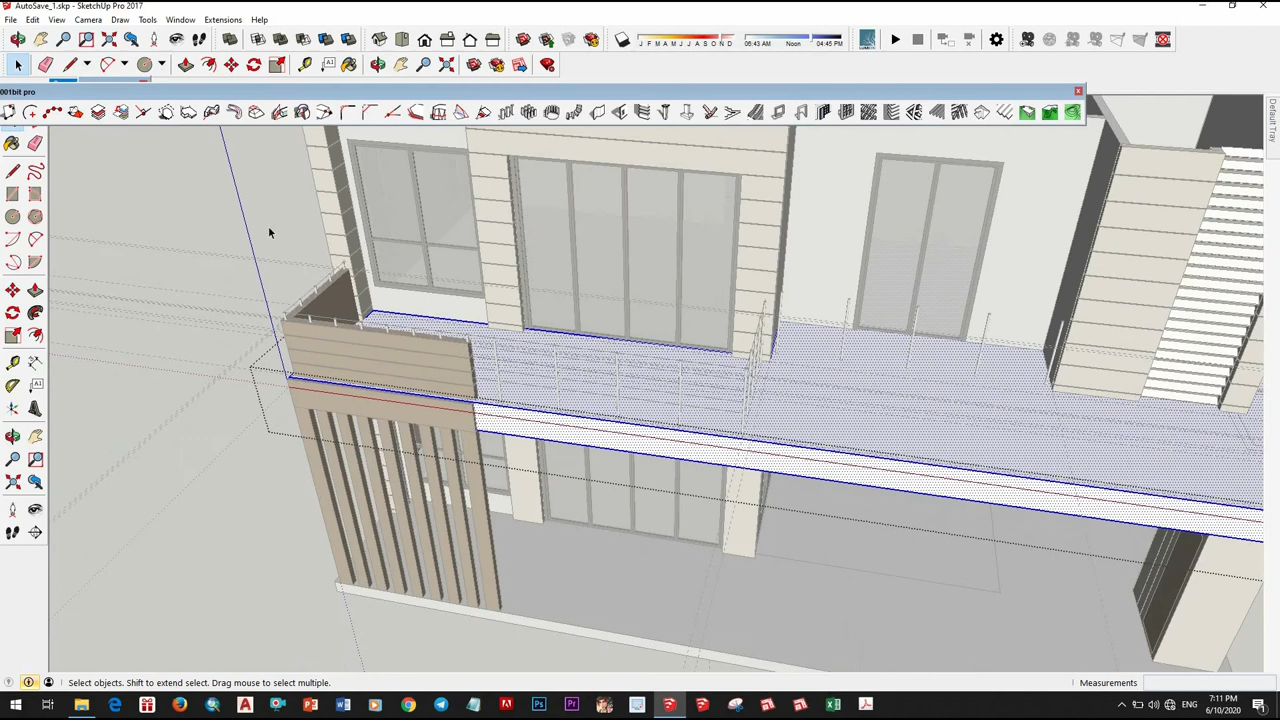 AutoSave_1.skp - SketchUp Pro 2017
File Edit View Camera Draw Tools Window Extensions Help
J F M A M J J A S O N D
06:43 AM Noon 04:45 PM
001bit pro
Default Tray
Select objects. Shift to extend select. Drag mouse to select multiple.
Measurements
ENG
7:11 PM
6/10/2020